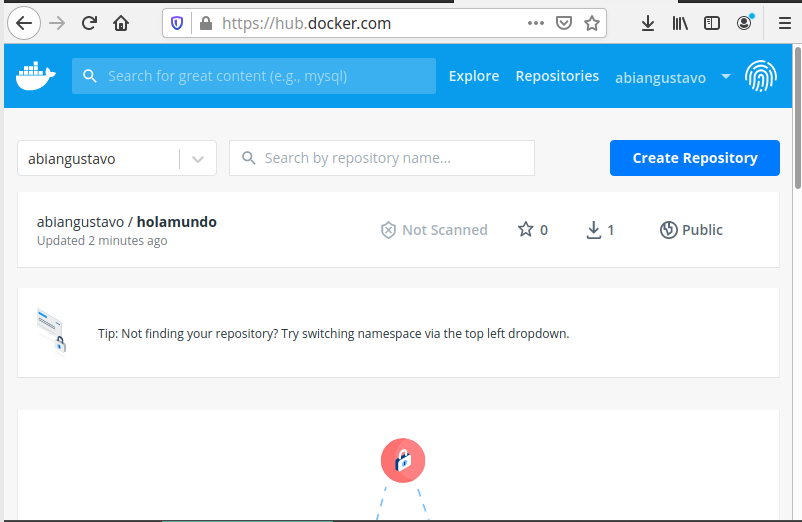 https://hub.docker.com
Search for great content (e.g., mysql)
Explore
Repositories
abiangustavo
abiangustavo
Search by repository name...
Create Repository
abiangustavo / holamundo
Updated 2 minutes ago
Not Scanned
0
1
Public
Tip: Not finding your repository? Try switching namespace via the top left dropdown.